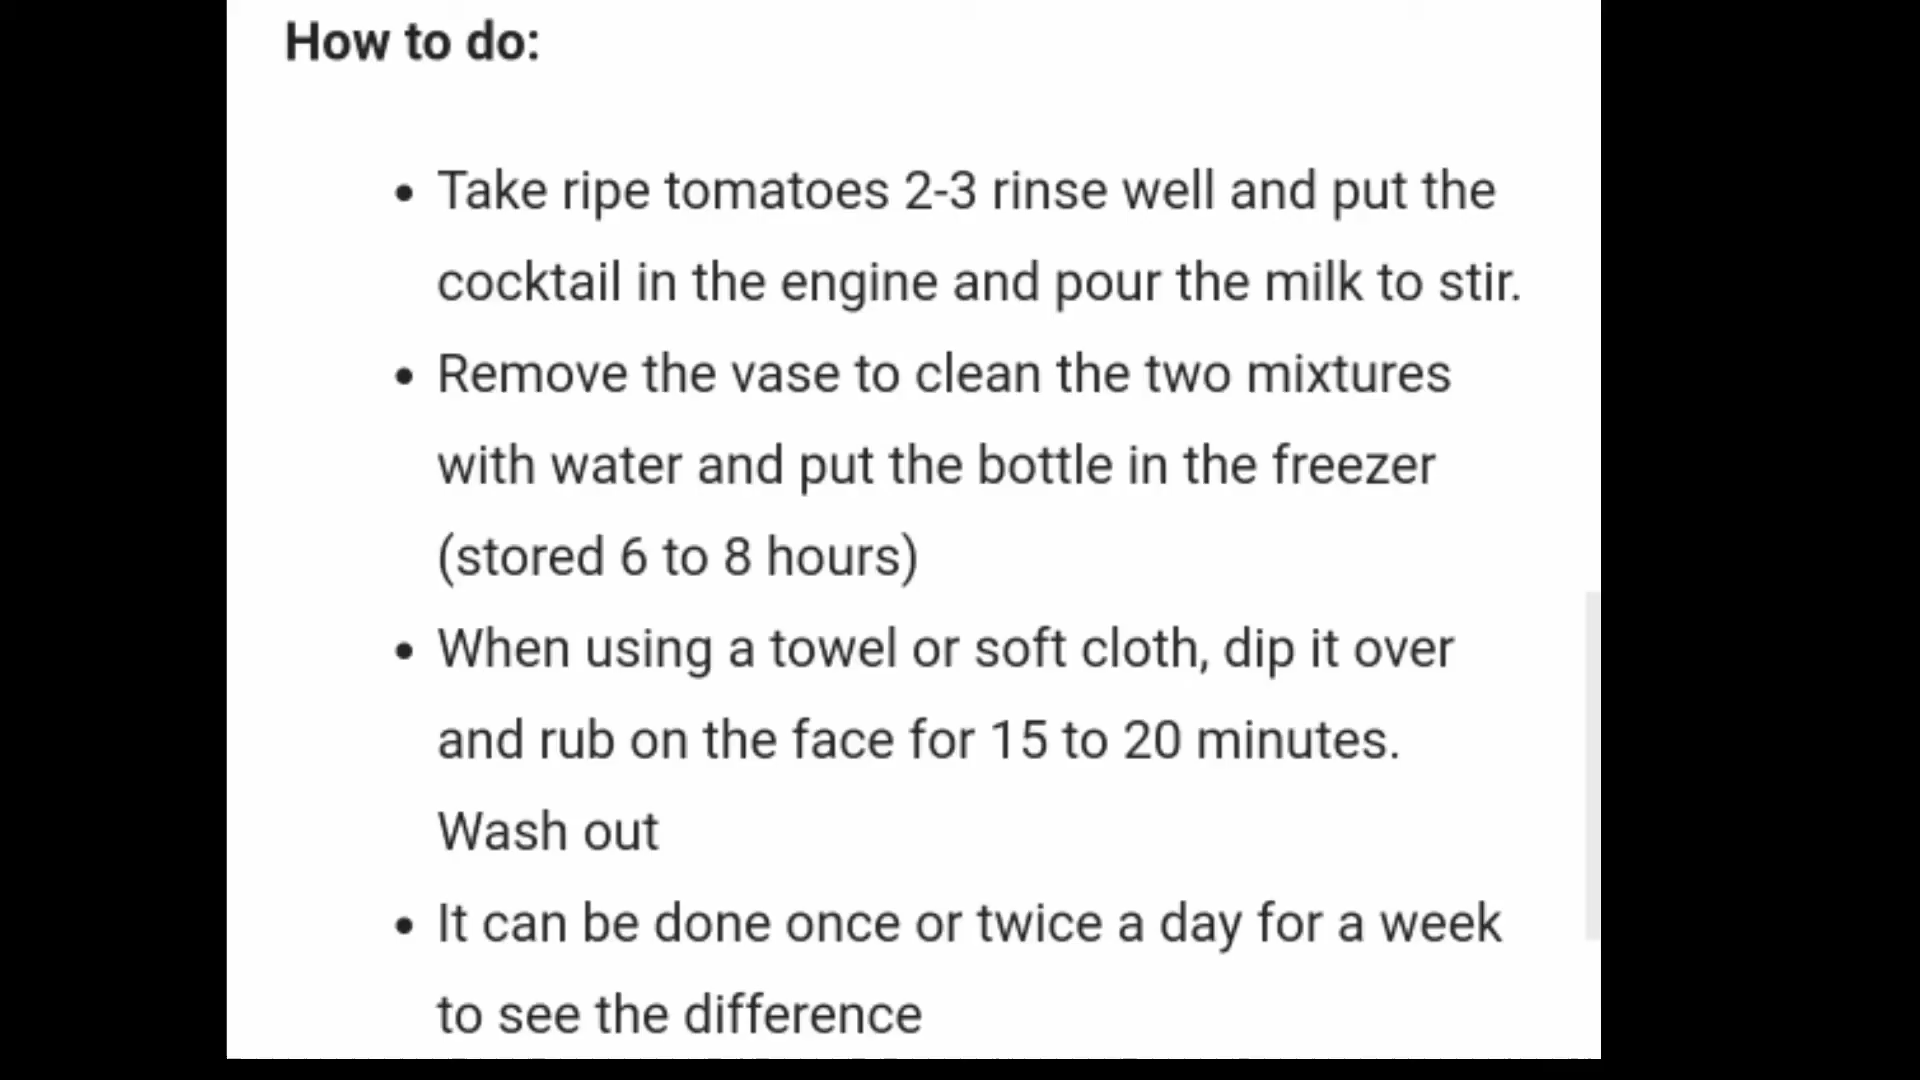 How to do:
• Take ripe tomatoes 2-3 rinse well and put the
cocktail in the engine and pour the milk to stir.
• Remove the vase to clean the two mixtures
with water and put the bottle in the freezer
(stored 6 to 8 hours)
• When using a towel or soft cloth, dip it over
and rub on the face for 15 to 20 minutes.
Wash out
• It can be done once or twice a day for a week
to see the difference